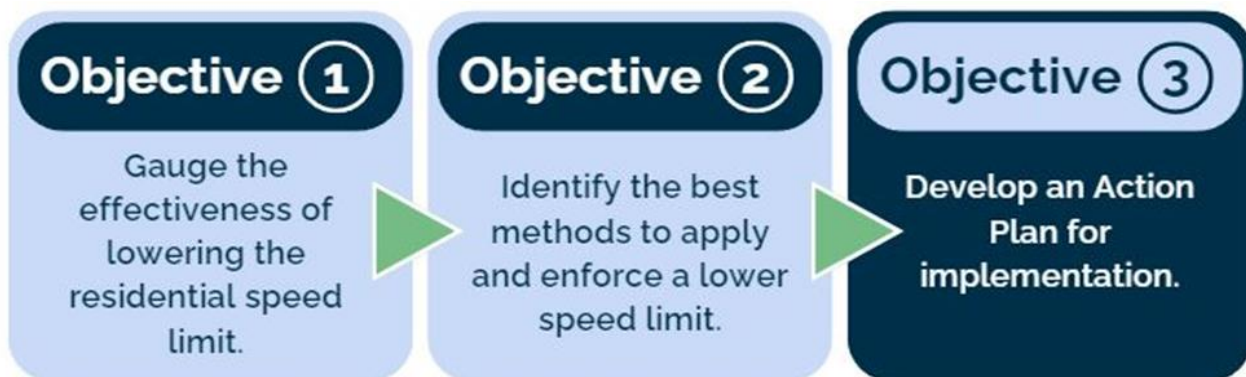 Objective 1
Gauge the
effectiveness of
lowering the
residential speed
limit.
Objective 2
Identify the best
methods to apply
and enforce a lower
speed limit.
Objective 3
Develop an Action
Plan for
implementation.